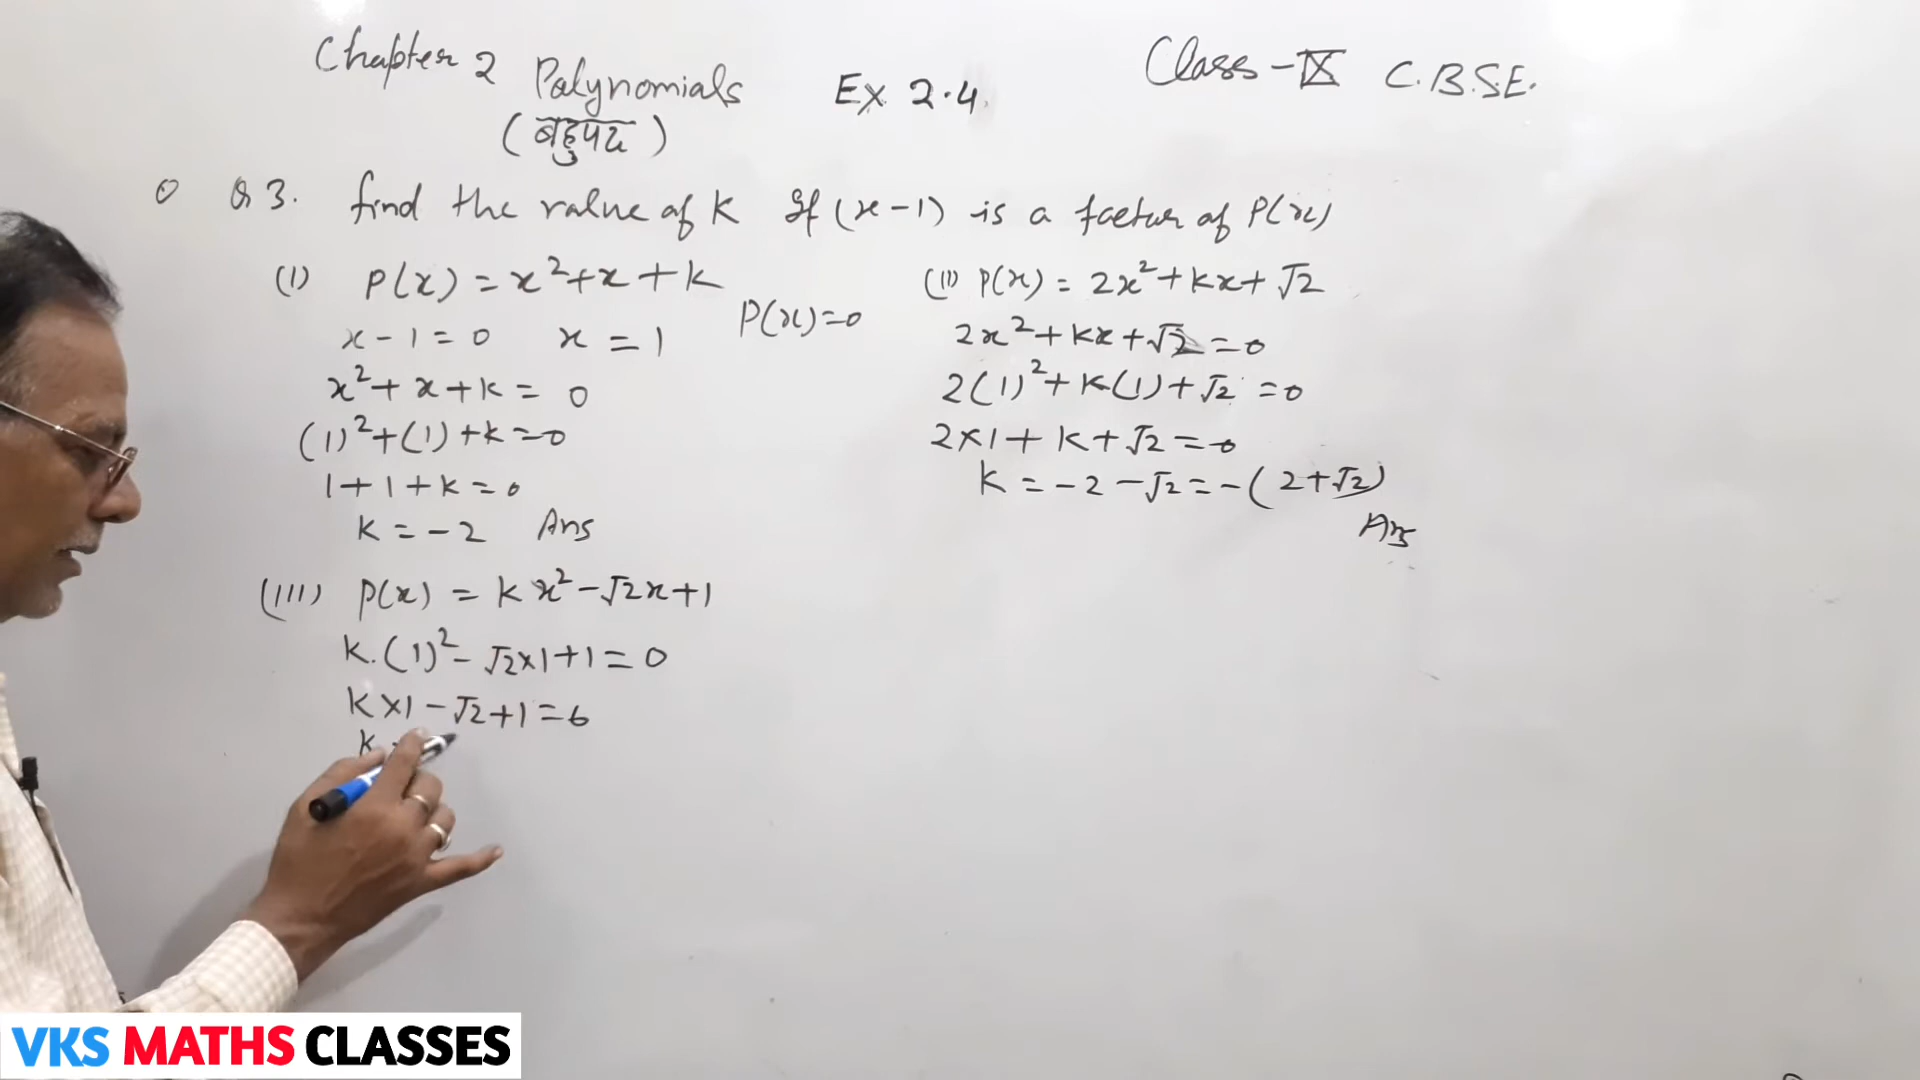 Chapter 2 Polynomials Ex 2.4 Class-IX C.B.S.E.
(बहुपद)
Q3. find the value of K If (x-1) is a factor of P(x)
(I) P(x) = x²+x+k
x-1=0 x=1 P(x)=0
x²+x+k=0
(1)²+(1)+k=0
1+1+k=0
k=-2 Ans
(II) P(x) = 2x²+kx+√2
2x²+kx+√2=0
2(1)²+k(1)+√2=0
2×1+k+√2=0
k=-2-√2=-(2+√2)
Ans
(III) P(x) = kx²-√2x+1
k.(1)²-√2×1+1=0
k×1-√2+1=0
k
VKS MATHS CLASSES